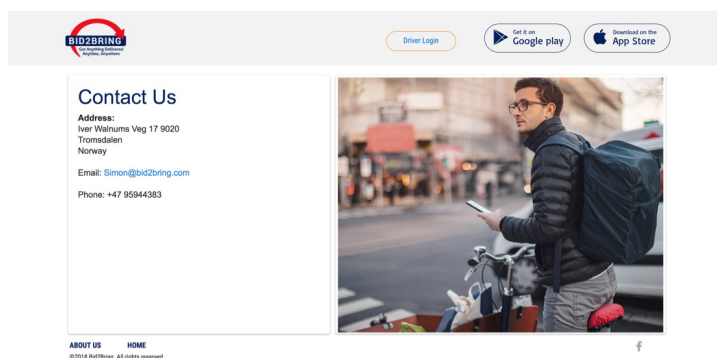 BID2BRING
Get Anything Delivered
Anytime, Anywhere
Driver Login
Get it on
Google play
Download on the
App Store
Contact Us
Address:
Iver Walnums Veg 17 9020
Tromsdalen
Norway
Email: Simon@bid2bring.com
Phone: +47 95944383
ABOUT US HOME
©2018 Bid2Bring. All rights reserved